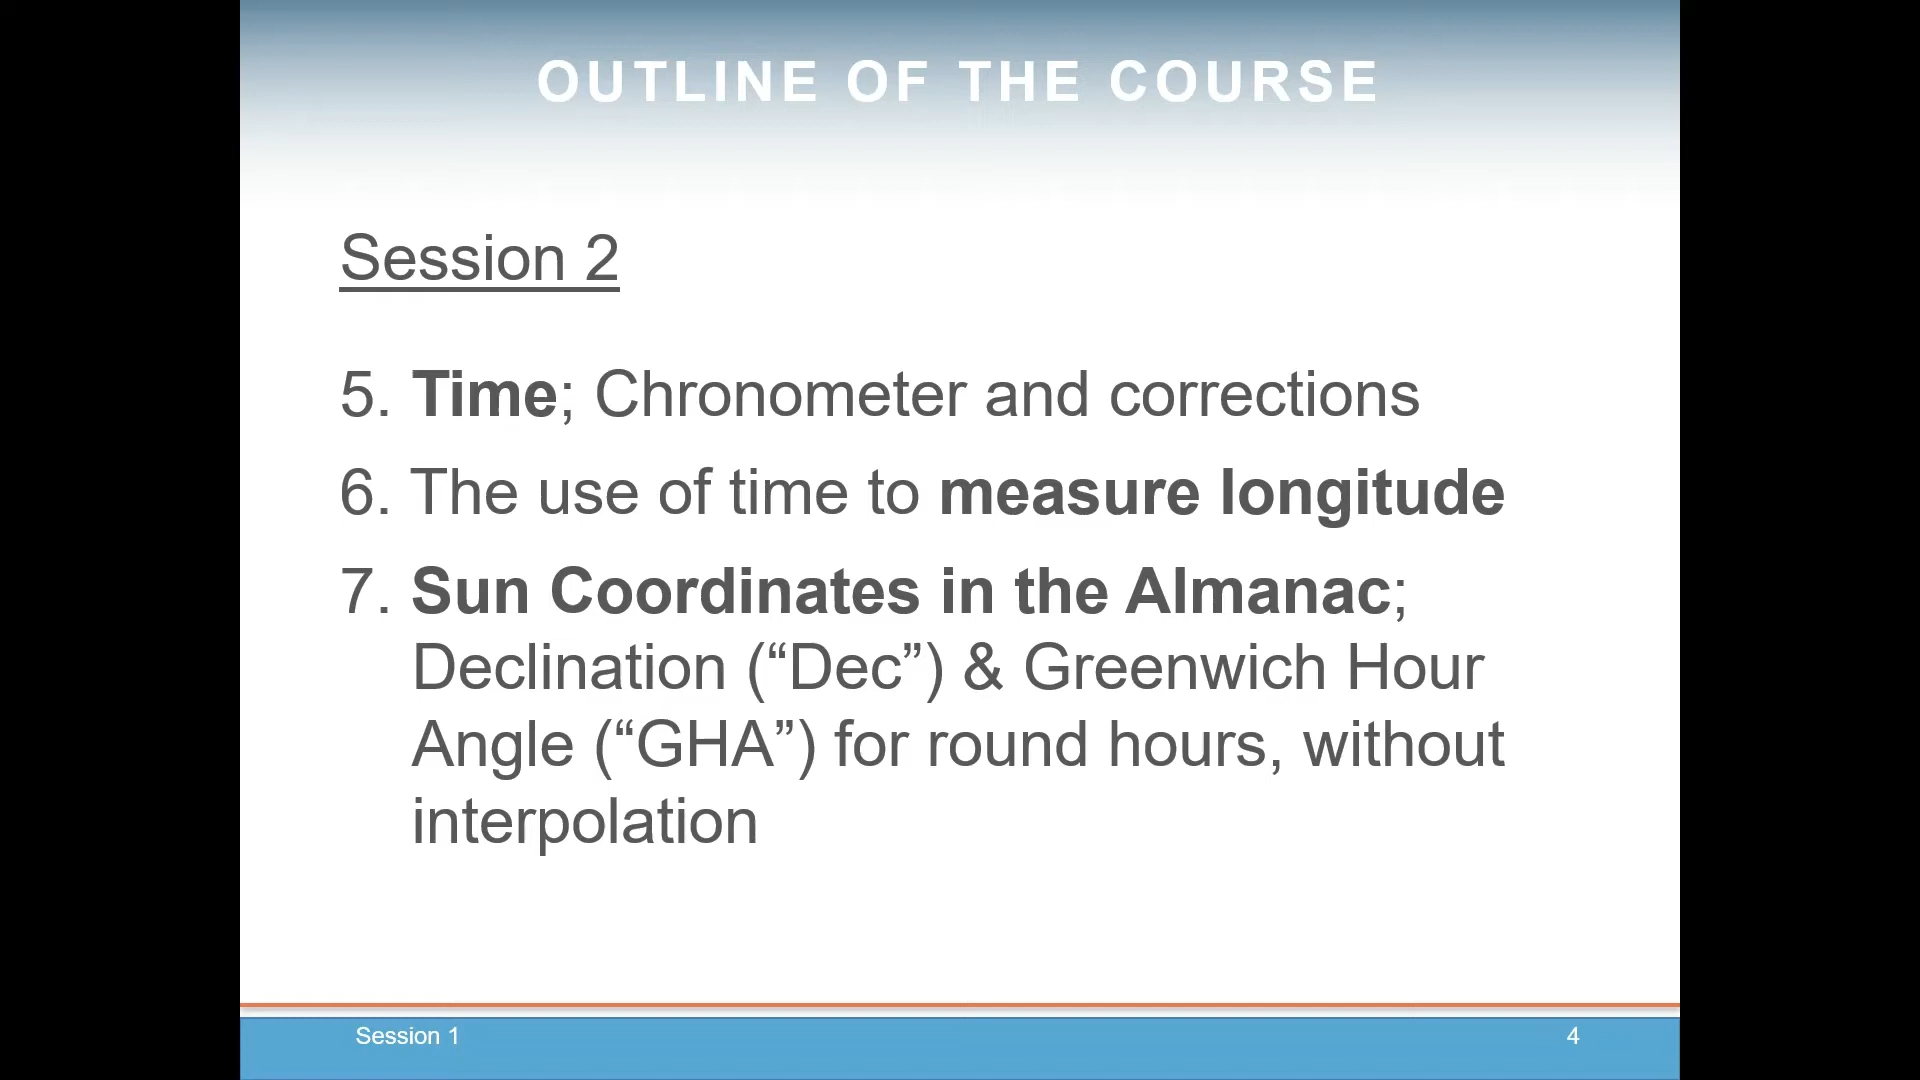 OUTLINE OF THE COURSE
Session 2
5. Time; Chronometer and corrections
6. The use of time to measure longitude
7. Sun Coordinates in the Almanac;
Declination (“Dec”) & Greenwich Hour
Angle (“GHA”) for round hours, without
interpolation
Session 1
4